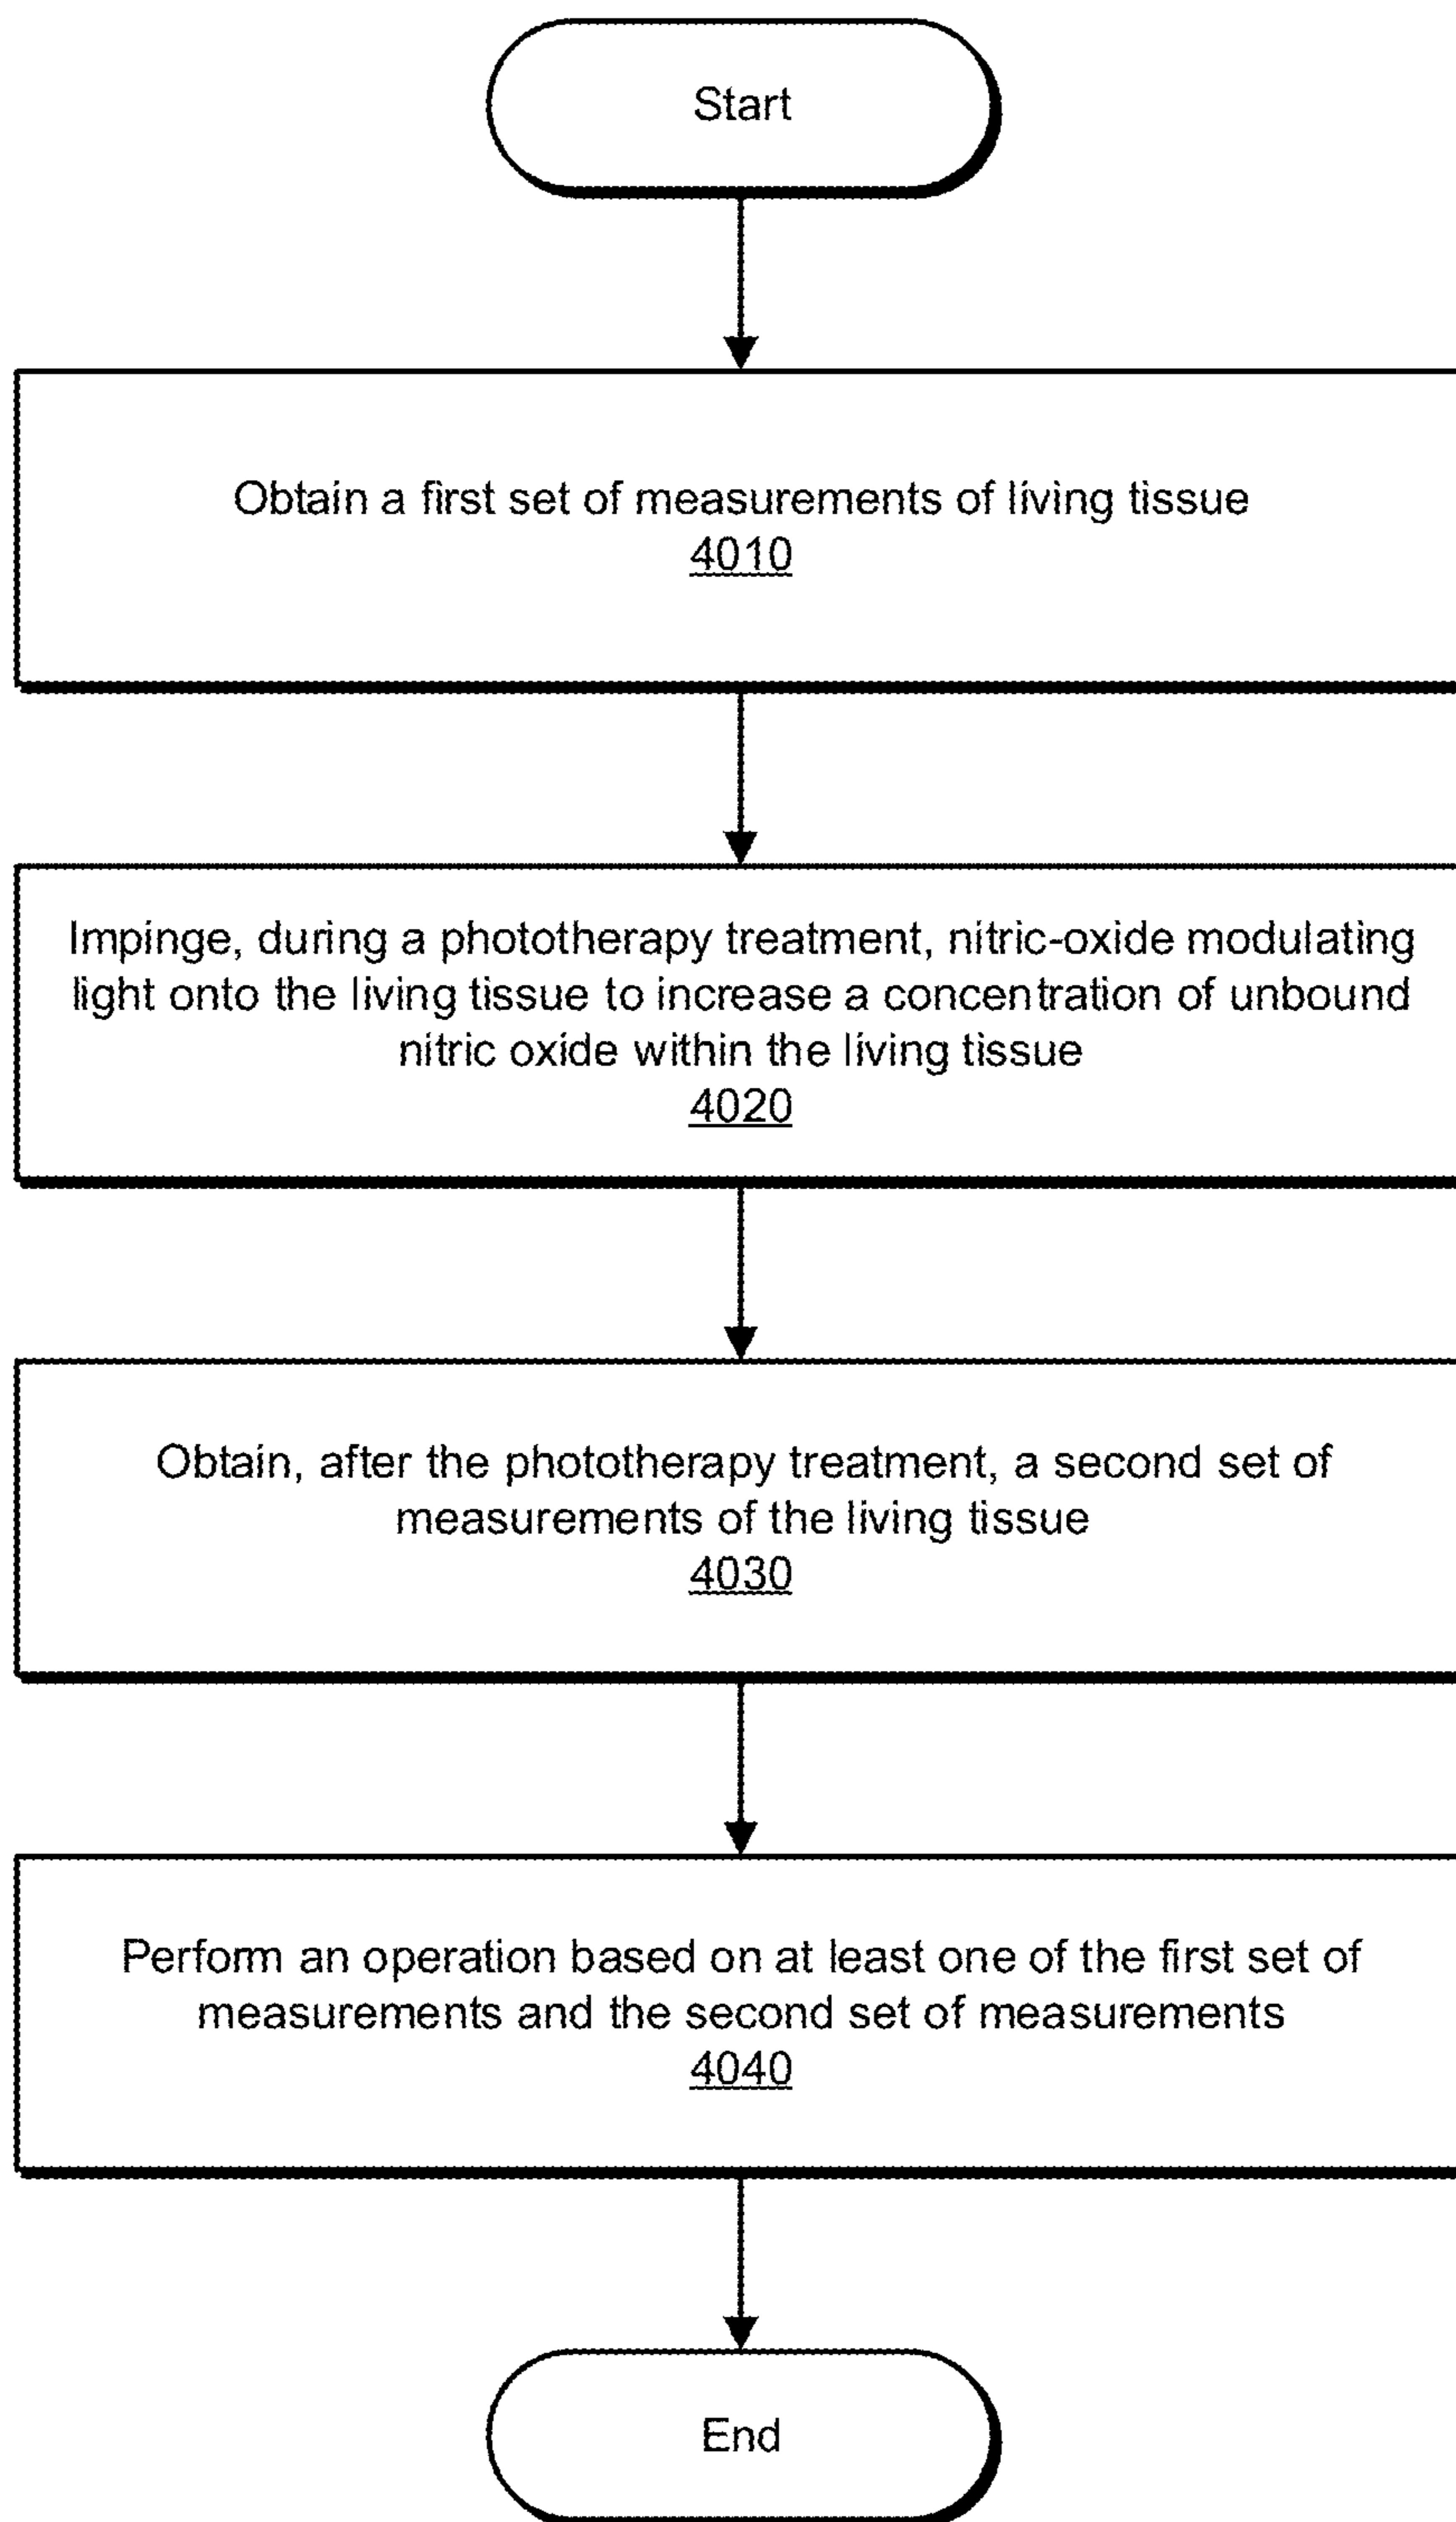 Start
Obtain a first set of measurements of living tissue
4010
Impinge, during a phototherapy treatment, nitric-oxide modulating
light onto the living tissue to increase a concentration of unbound
nitric oxide within the living tissue
4020
Obtain, after the phototherapy treatment, a second set of
measurements of the living tissue
4030
Perform an operation based on at least one of the first set of
measurements and the second set of measurements
4040
End